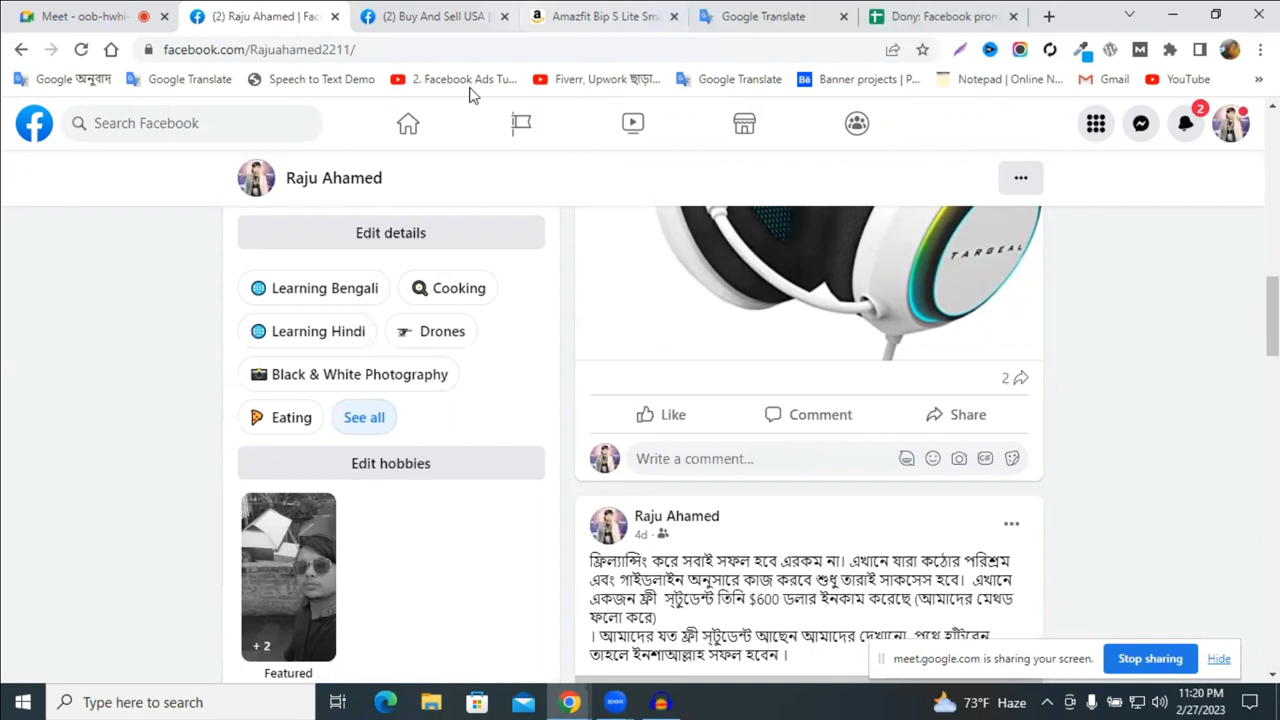 Meet - oob-hwhi-
(2) Raju Ahamed | Fac
(2) Buy And Sell USA |
Amazfit Bip S Lite Sm
Google Translate
Dony: Facebook prom
facebook.com/Rajuahamed2211/
Google অনুবাদ
Google Translate
Speech to Text Demo
2. Facebook Ads Tu...
Fiverr, Upwork ছাড়া...
Google Translate
Bē Banner projects | P...
Notepad | Online N...
M Gmail
YouTube
»
Search Facebook
2
Raju Ahamed
Edit details
Learning Bengali
Cooking
Learning Hindi
Drones
Black & White Photography
Eating
See all
Edit hobbies
+ 2
Featured
TARGEAL
2
Like
Comment
Share
Write a comment...
GIF
Raju Ahamed
4d ·
ফ্রিল্যান্সিং করে সবাই সফল হবে এরকম না। এখানে যারা কঠোর পরিশ্রম
এবং গাইডলাইন অনুসারে কাজ করবে শুধু তারাই সাকসেস হবে। এখানে
একজন ফ্রী স্টুডেন্ট তিনি $600 ডলার ইনকাম করেছে (আমাদের মেথড
ফলো করে)
। আমাদের যত ফ্রী স্টুডেন্ট আছেন আমাদের দেখানো পথে হাঁটবেন
তাহলে ইনশাআল্লাহ সফল হবেন ।
meet.google.com is sharing your screen.
Stop sharing
Hide
Type here to search
zoom
73°F Haze
11:20 PM
2/27/2023